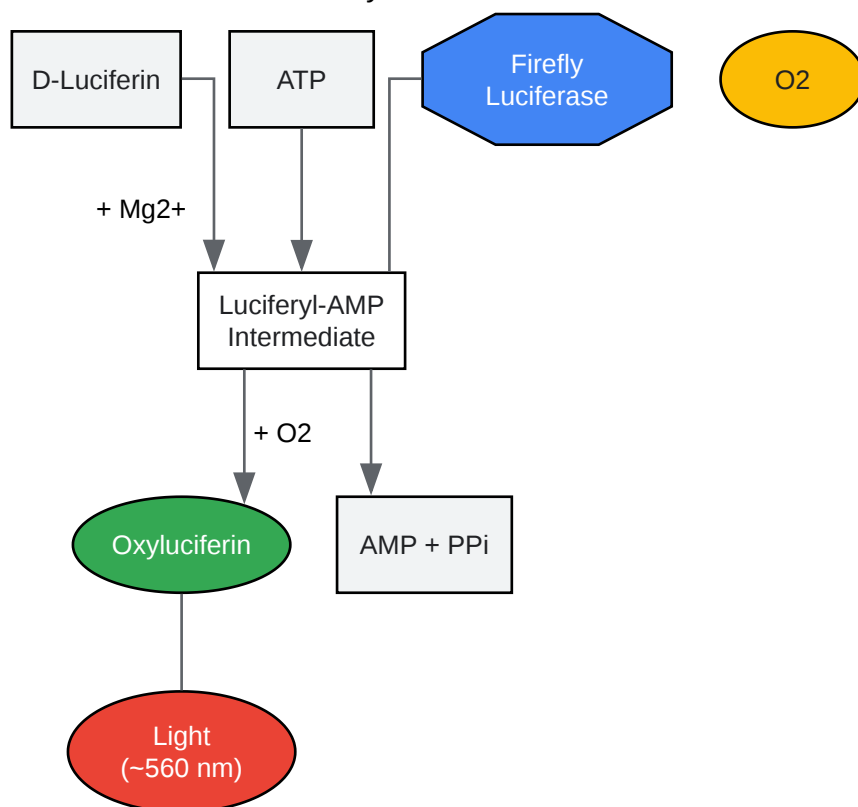 D-Luciferin
ATP
Firefly
Luciferase
O2
+ Mg2+
Luciferyl-AMP
Intermediate
+ O2
Oxyluciferin
AMP + PPi
Light
(~560 nm)